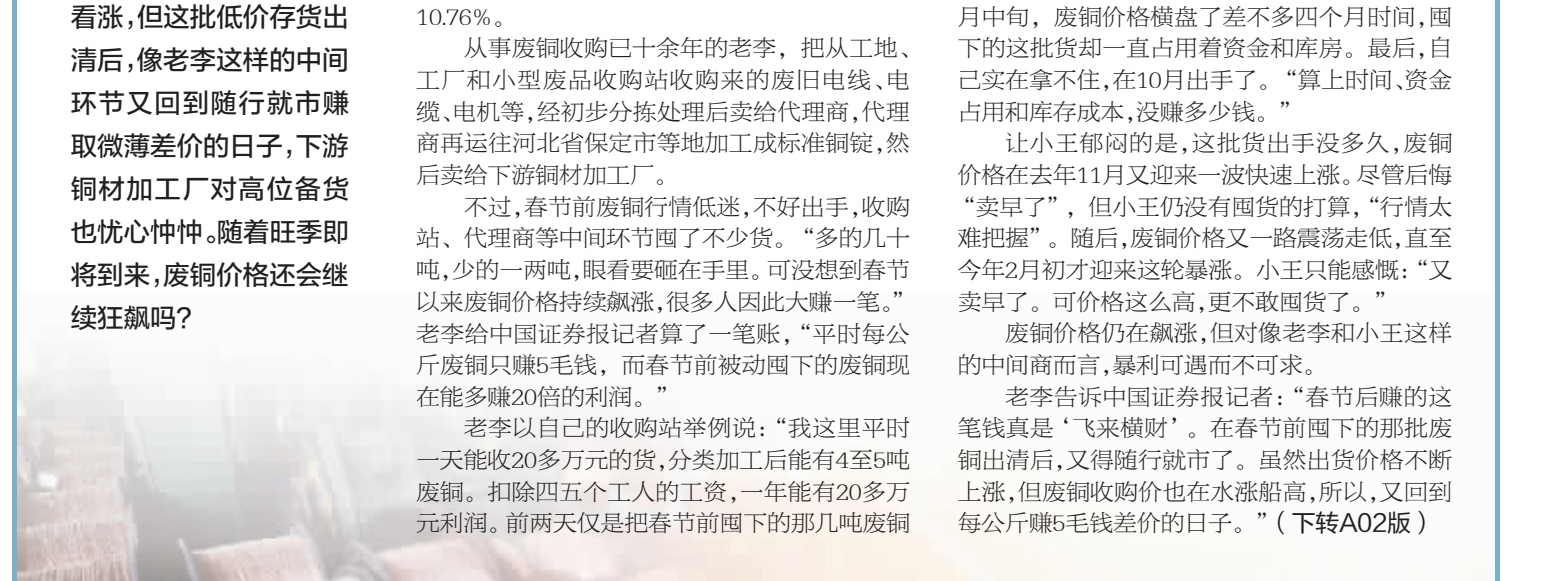 看涨,但这批低价存货出
清后,像老李这样的中间
环节又回到随行就市赚
取微薄差价的日子,下游
铜材加工厂对高位备货
也忧心忡忡。随着旺季即
将到来,废铜价格还会继
续狂飙吗?
10.76%。
从事废铜收购已十余年的老李，把从工地、
工厂和小型废品收购站收购来的废旧电线、电
缆、电机等,经初步分拣处理后卖给代理商,代理
商再运往河北省保定市等地加工成标准铜锭,然
后卖给下游铜材加工厂。
不过,春节前废铜行情低迷,不好出手,收购
站、代理商等中间环节囤了不少货。“多的几十
吨,少的一两吨,眼看要砸在手里。可没想到春节
以来废铜价格持续飙涨,很多人因此大赚一笔。”
老李给中国证券报记者算了一笔账，“平时每公
斤废铜只赚5毛钱，而春节前被动囤下的废铜现
在能多赚20倍的利润。”
老李以自己的收购站举例说：“我这里平时
一天能收20多万元的货,分类加工后能有4至5吨
废铜。扣除四五个工人的工资,一年能有20多万
元利润。前两天仅是把春节前囤下的那几吨废铜
月中旬，废铜价格横盘了差不多四个月时间,囤
下的这批货却一直占用着资金和库房。最后,自
己实在拿不住,在10月出手了。“算上时间、资金
占用和库存成本,没赚多少钱。”
让小王郁闷的是,这批货出手没多久,废铜
价格在去年11月又迎来一波快速上涨。尽管后悔
“卖早了”，但小王仍没有囤货的打算,“行情太
难把握”。随后,废铜价格又一路震荡走低,直至
今年2月初才迎来这轮暴涨。小王只能感慨：“又
卖早了。可价格这么高,更不敢囤货了。”
废铜价格仍在飙涨,但对像老李和小王这样
的中间商而言,暴利可遇而不可求。
老李告诉中国证券报记者：“春节后赚的这
笔钱真是‘飞来横财’。在春节前囤下的那批废
铜出清后,又得随行就市了。虽然出货价格不断
上涨,但废铜收购价也在水涨船高,所以,又回到
每公斤赚5毛钱差价的日子。”（下转A02版）